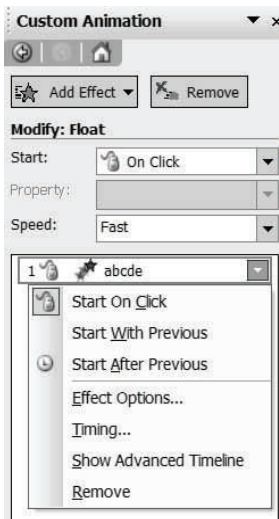 Custom Animation
Add Effect
Remove
Modify: Float
Start:
On Click
Property:
Speed:
Fast
1 abcde
Start On Click
Start With Previous
Start After Previous
Effect Options...
Timing...
Show Advanced Timeline
Remove